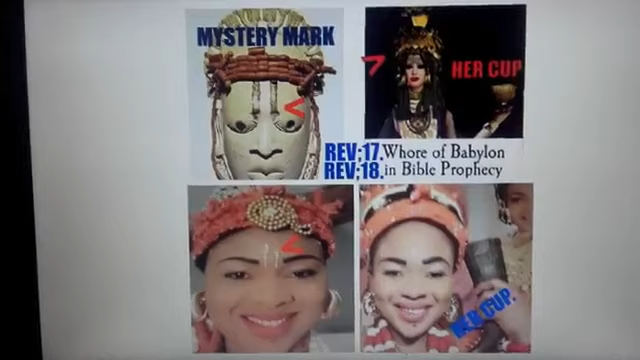 MYSTERY MARK
HER CUP
REV;17.Whore of Babylon
REV;18.in Bible Prophecy
HER CUP.